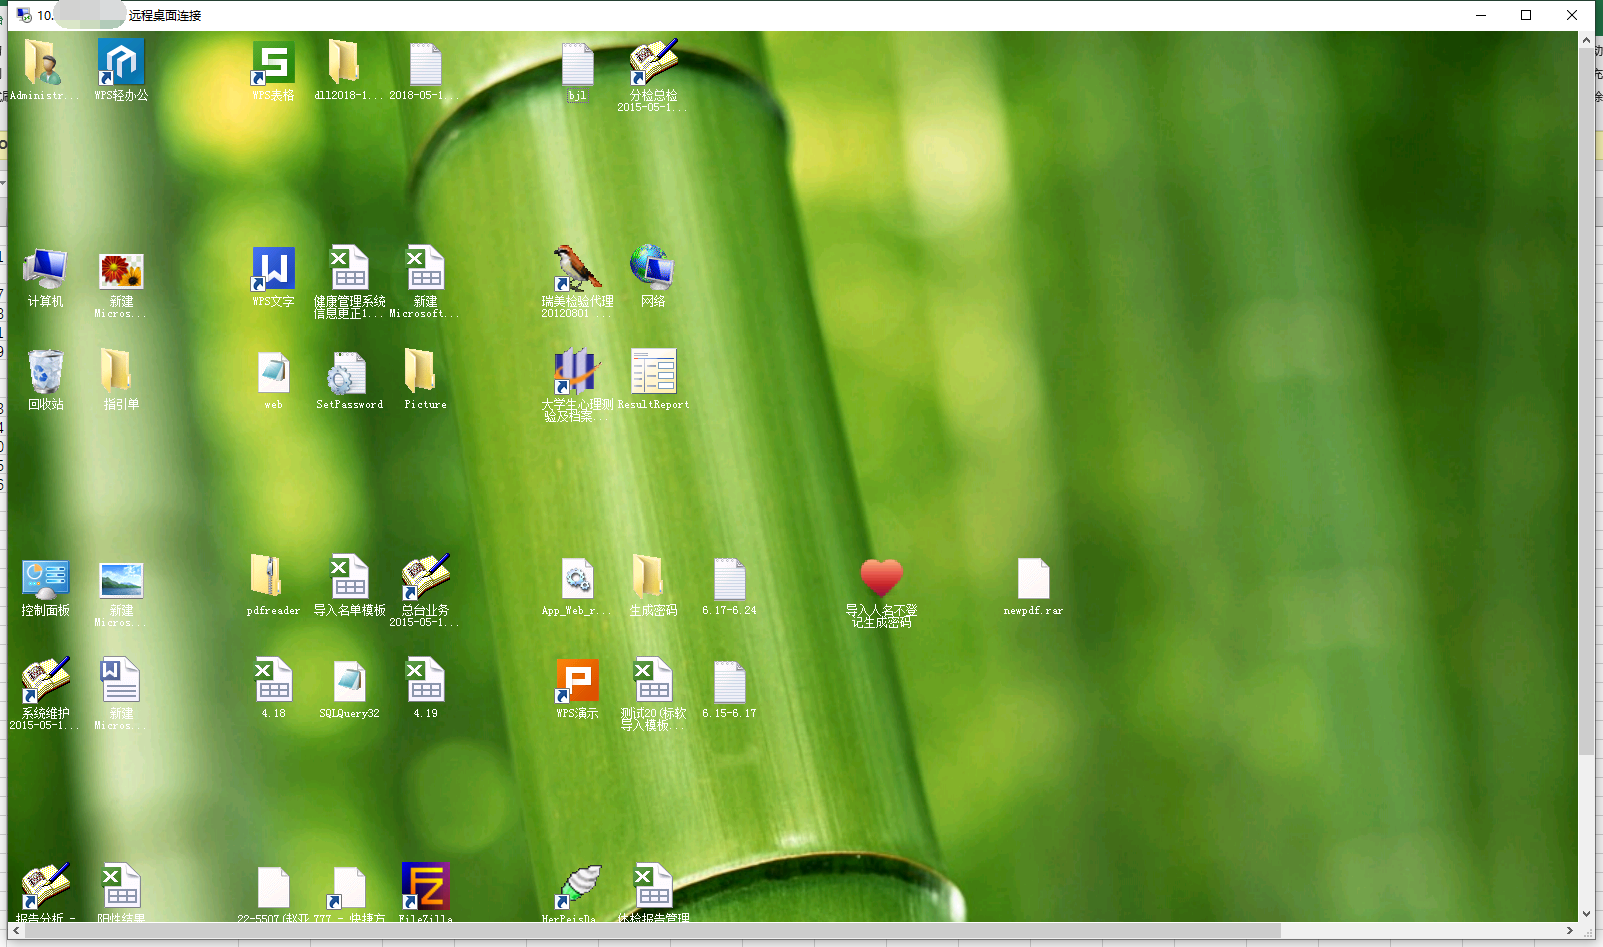 10.
远程桌面连接
Administr...
WPS轻办公
WPS表格
dll2018-1...
2018-05-1...
bjl
分检总检
2015-05-1...
计算机
新建
Micros...
WPS文字
健康管理系统
信息更正1...
新建
Microsoft...
瑞美检验代理
20120801 ...
网络
回收站
指引单
web
SetPassword
Picture
大学生心理测
验及档案...
ResultReport
控制面板
新建
Micros...
pdfreader
导入名单模板
总台业务
2015-05-1...
App_Web_r...
生成密码
6.17-6.24
导入人名不登
记生成密码
newpdf.rar
系统维护
2015-05-1...
新建
Micros...
4.18
SQLQuery32
4.19
WPS演示
测试20(标软
导入模板...
6.15-6.17
报告分析 -
阳性结果
777 - 快捷方
FileZilla
HerPeisDa
体检报告管理